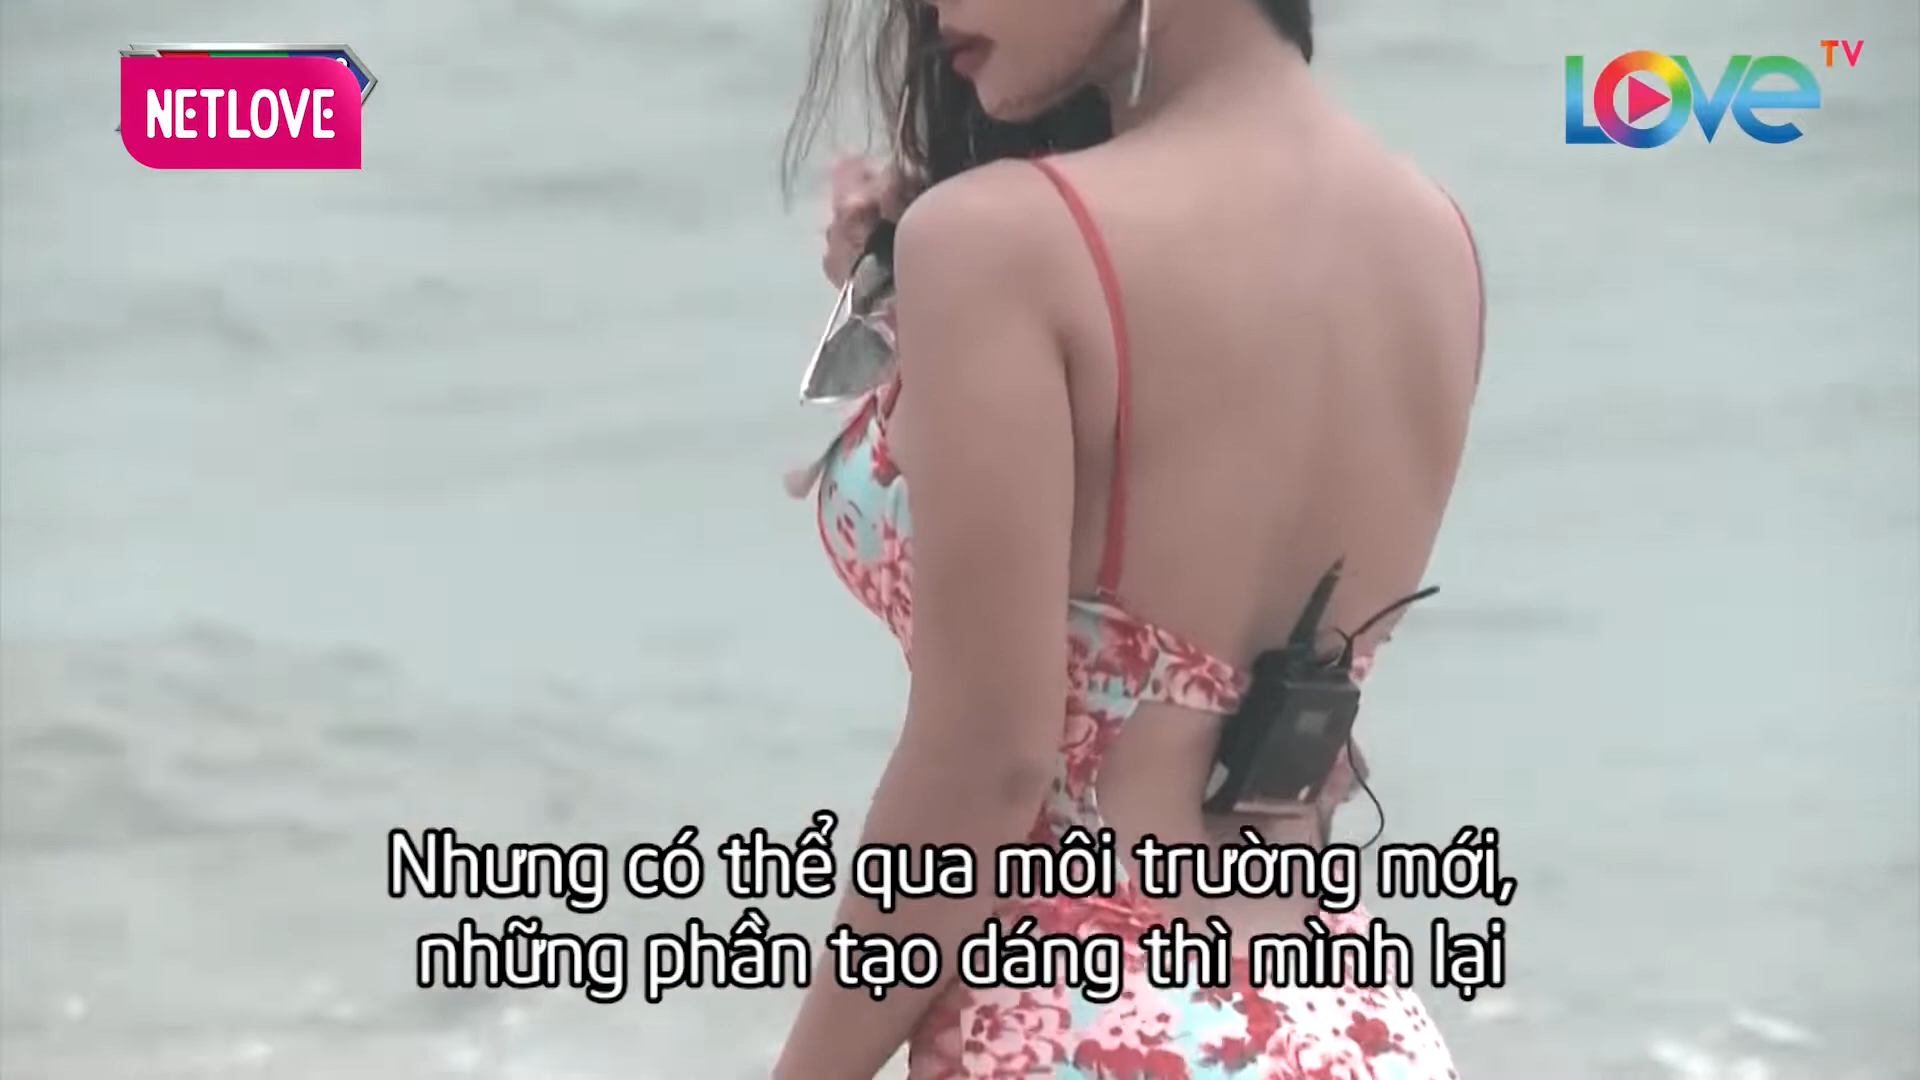 NETLOVE
LOVE TV
Nhưng có thể qua môi trường mới,
những phần tạo dáng thì mình lại